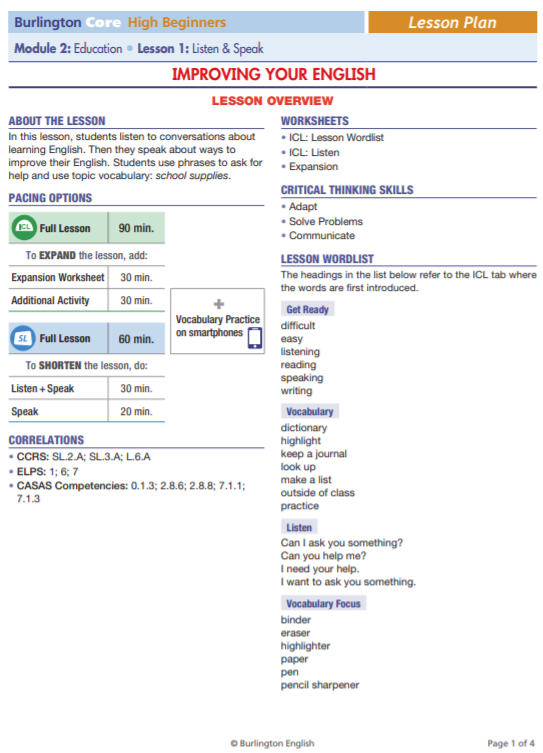 Burlington Core High Beginners
Lesson Plan
Module 2: Education • Lesson 1: Listen & Speak
IMPROVING YOUR ENGLISH
LESSON OVERVIEW
ABOUT THE LESSON
In this lesson, students listen to conversations about
learning English. Then they speak about ways to
improve their English. Students use phrases to ask for
help and use topic vocabulary: school supplies.
PACING OPTIONS
ICL Full Lesson 90 min.
To EXPAND the lesson, add:
Expansion Worksheet 30 min.
Additional Activity 30 min.
SL Full Lesson 60 min.
To SHORTEN the lesson, do:
Listen + Speak 30 min.
Speak 20 min.
+
Vocabulary Practice
on smartphones
CORRELATIONS
• CCRS: SL.2.A; SL.3.A; L.6.A
• ELPS: 1; 6; 7
• CASAS Competencies: 0.1.3; 2.8.6; 2.8.8; 7.1.1;
7.1.3
WORKSHEETS
• ICL: Lesson Wordlist
• ICL: Listen
• Expansion
CRITICAL THINKING SKILLS
• Adapt
• Solve Problems
• Communicate
LESSON WORDLIST
The headings in the list below refer to the ICL tab where
the words are first introduced.
Get Ready
difficult
easy
listening
reading
speaking
writing
Vocabulary
dictionary
highlight
keep a journal
look up
make a list
outside of class
practice
Listen
Can I ask you something?
Can you help me?
I need your help.
I want to ask you something.
Vocabulary Focus
binder
eraser
highlighter
paper
pen
pencil sharpener
© Burlington English
Page 1 of 4